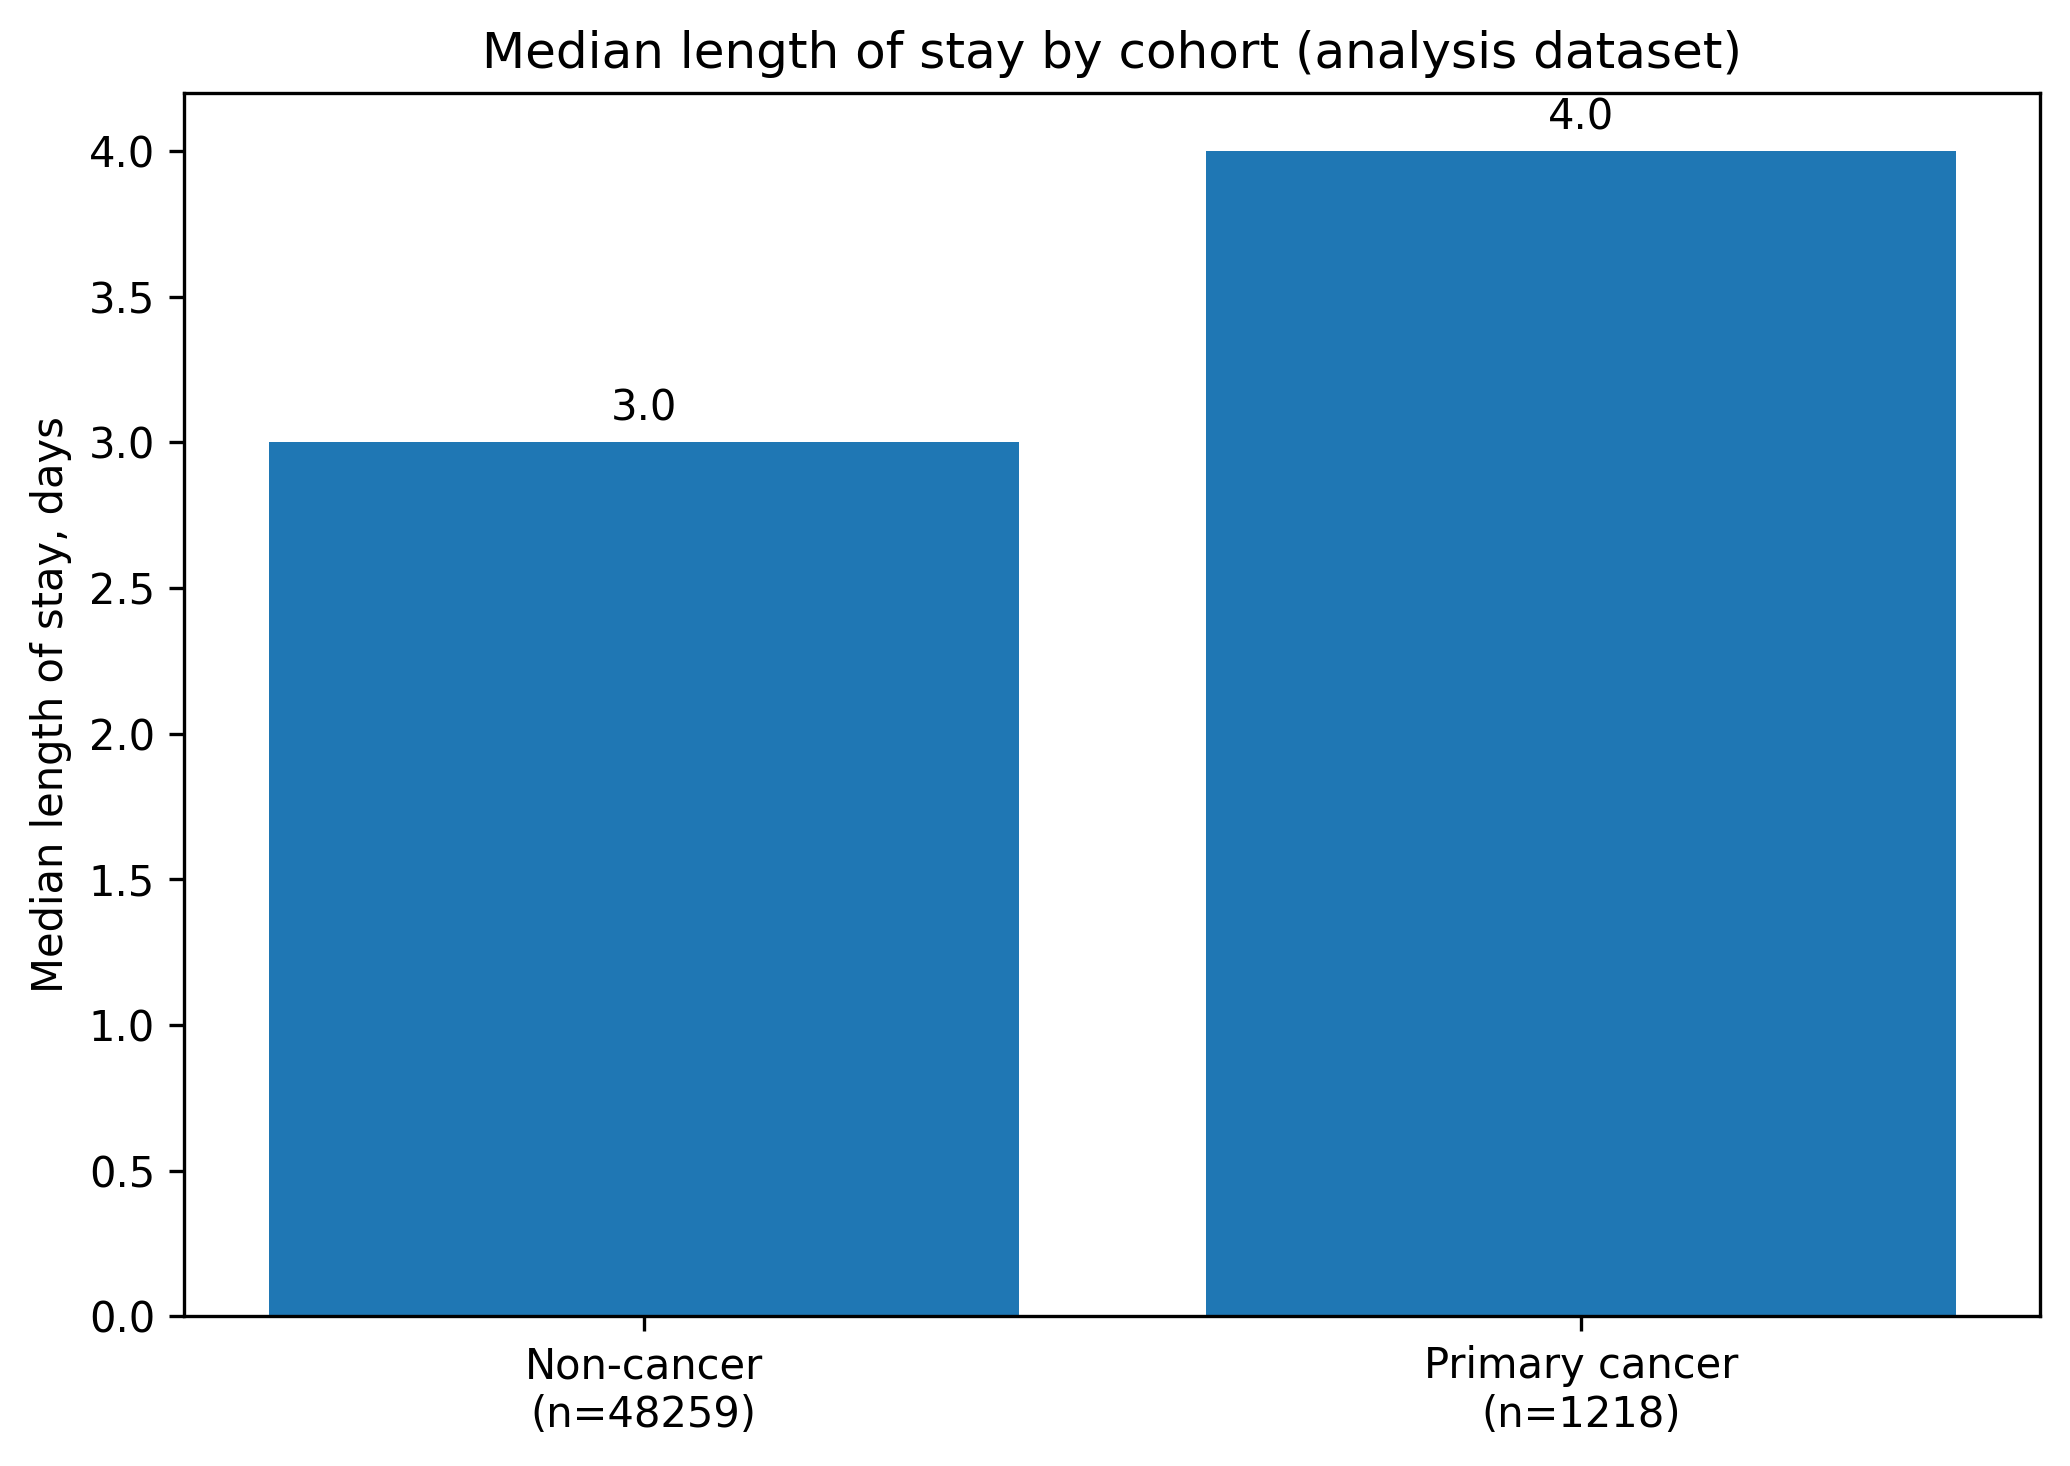 Median length of stay by cohort (analysis dataset)
4.0
4.0
3.5
3.0
3.0
2.5
2.0
1.5
1.0
0.5
0.0
Median length of stay, days
Non-cancer
(n=48259)
Primary cancer
(n=1218)